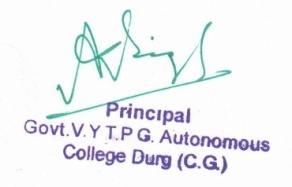 Principal
Govt.V.Y T.P G. Autonomous
College Durg (C.G.)